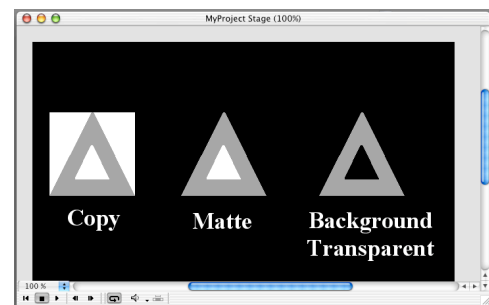 MyProject Stage (100%)
Copy
Matte
Background
Transparent
100 %